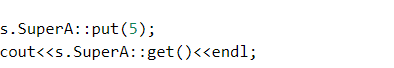 s.SuperA::put(5);
cout<<s.SuperA::get()<<endl;